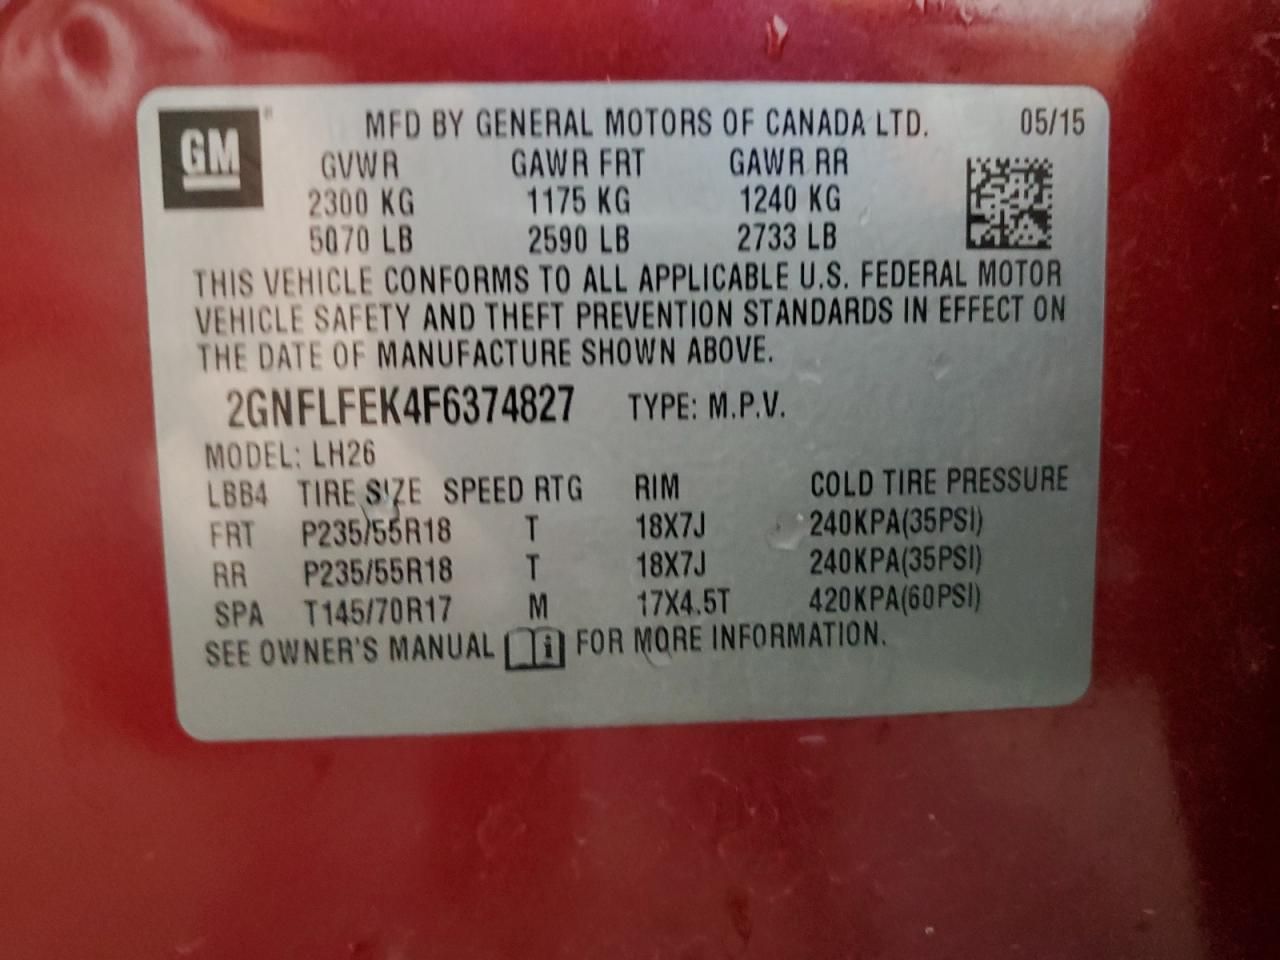 GM ® MFD BY GENERAL MOTORS OF CANADA LTD. 05/15
GVWR GAWR FRT GAWR RR
2300 KG 1175 KG 1240 KG
5070 LB 2590 LB 2733 LB
THIS VEHICLE CONFORMS TO ALL APPLICABLE U.S. FEDERAL MOTOR
VEHICLE SAFETY AND THEFT PREVENTION STANDARDS IN EFFECT ON
THE DATE OF MANUFACTURE SHOWN ABOVE.
2GNFLFEK4F6374827 TYPE: M.P.V.
MODEL: LH26
LBB4 TIRE SIZE SPEED RTG RIM COLD TIRE PRESSURE
FRT P235/55R18 T 18X7J 240KPA(35PSI)
RR P235/55R18 T 18X7J 240KPA(35PSI)
SPA T145/70R17 M 17X4.5T 420KPA(60PSI)
SEE OWNER'S MANUAL i FOR MORE INFORMATION.